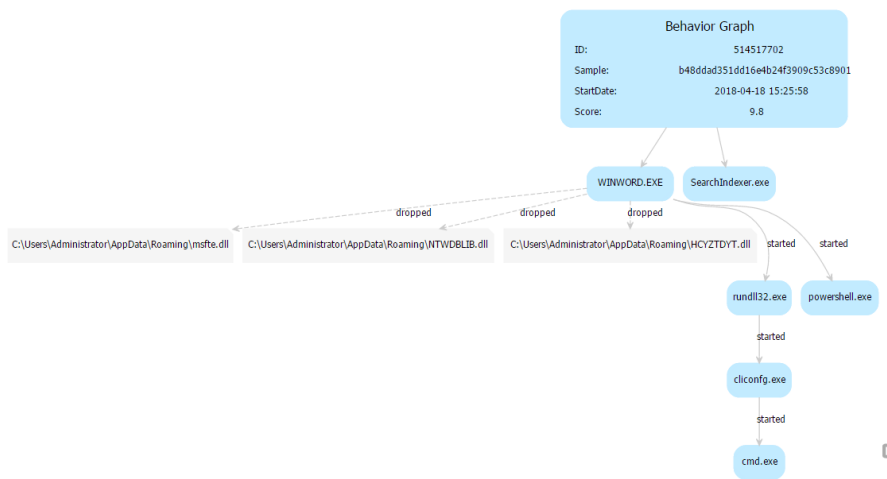 Behavior Graph
ID: 514517702
Sample: b48ddad351dd16e4b24f3909c53c8901
StartDate: 2018-04-18 15:25:58
Score: 9.8
WINWORD.EXE
SearchIndexer.exe
dropped
dropped
dropped
C:\Users\Administrator\AppData\Roaming\msfte.dll
C:\Users\Administrator\AppData\Roaming\NTWDBLIB.dll
C:\Users\Administrator\AppData\Roaming\HCYZTDYT.dll
started
started
rundll32.exe
powershell.exe
started
cliconfg.exe
started
cmd.exe